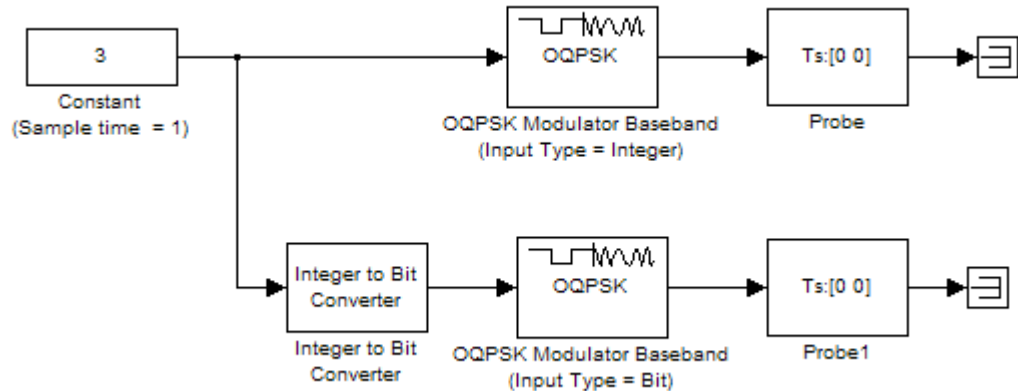 3
Constant
(Sample time = 1)
OQPSK
OQPSK Modulator Baseband
(Input Type = Integer)
Ts:[0 0]
Probe
Integer to Bit
Converter
Integer to Bit
Converter
OQPSK
OQPSK Modulator Baseband
(Input Type = Bit)
Ts:[0 0]
Probe1